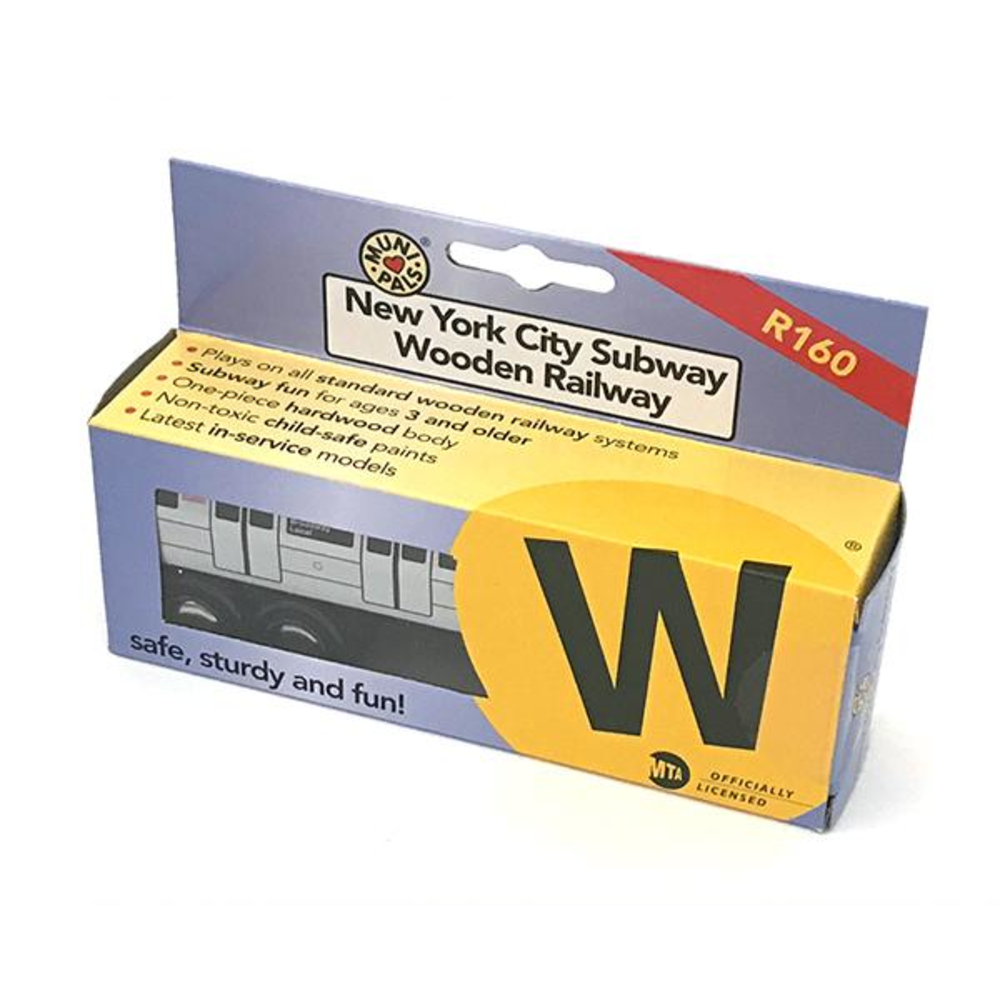 MUNI
PALS
®
New York City Subway
Wooden Railway
R160
• Plays on all standard wooden railway systems
• Subway fun for ages 3 and older
• One-piece hardwood body
• Non-toxic child-safe paints
• Latest in-service models
Broadway
Local
®
W
safe, sturdy and fun!
MTA
OFFICIALLY
LICENSED